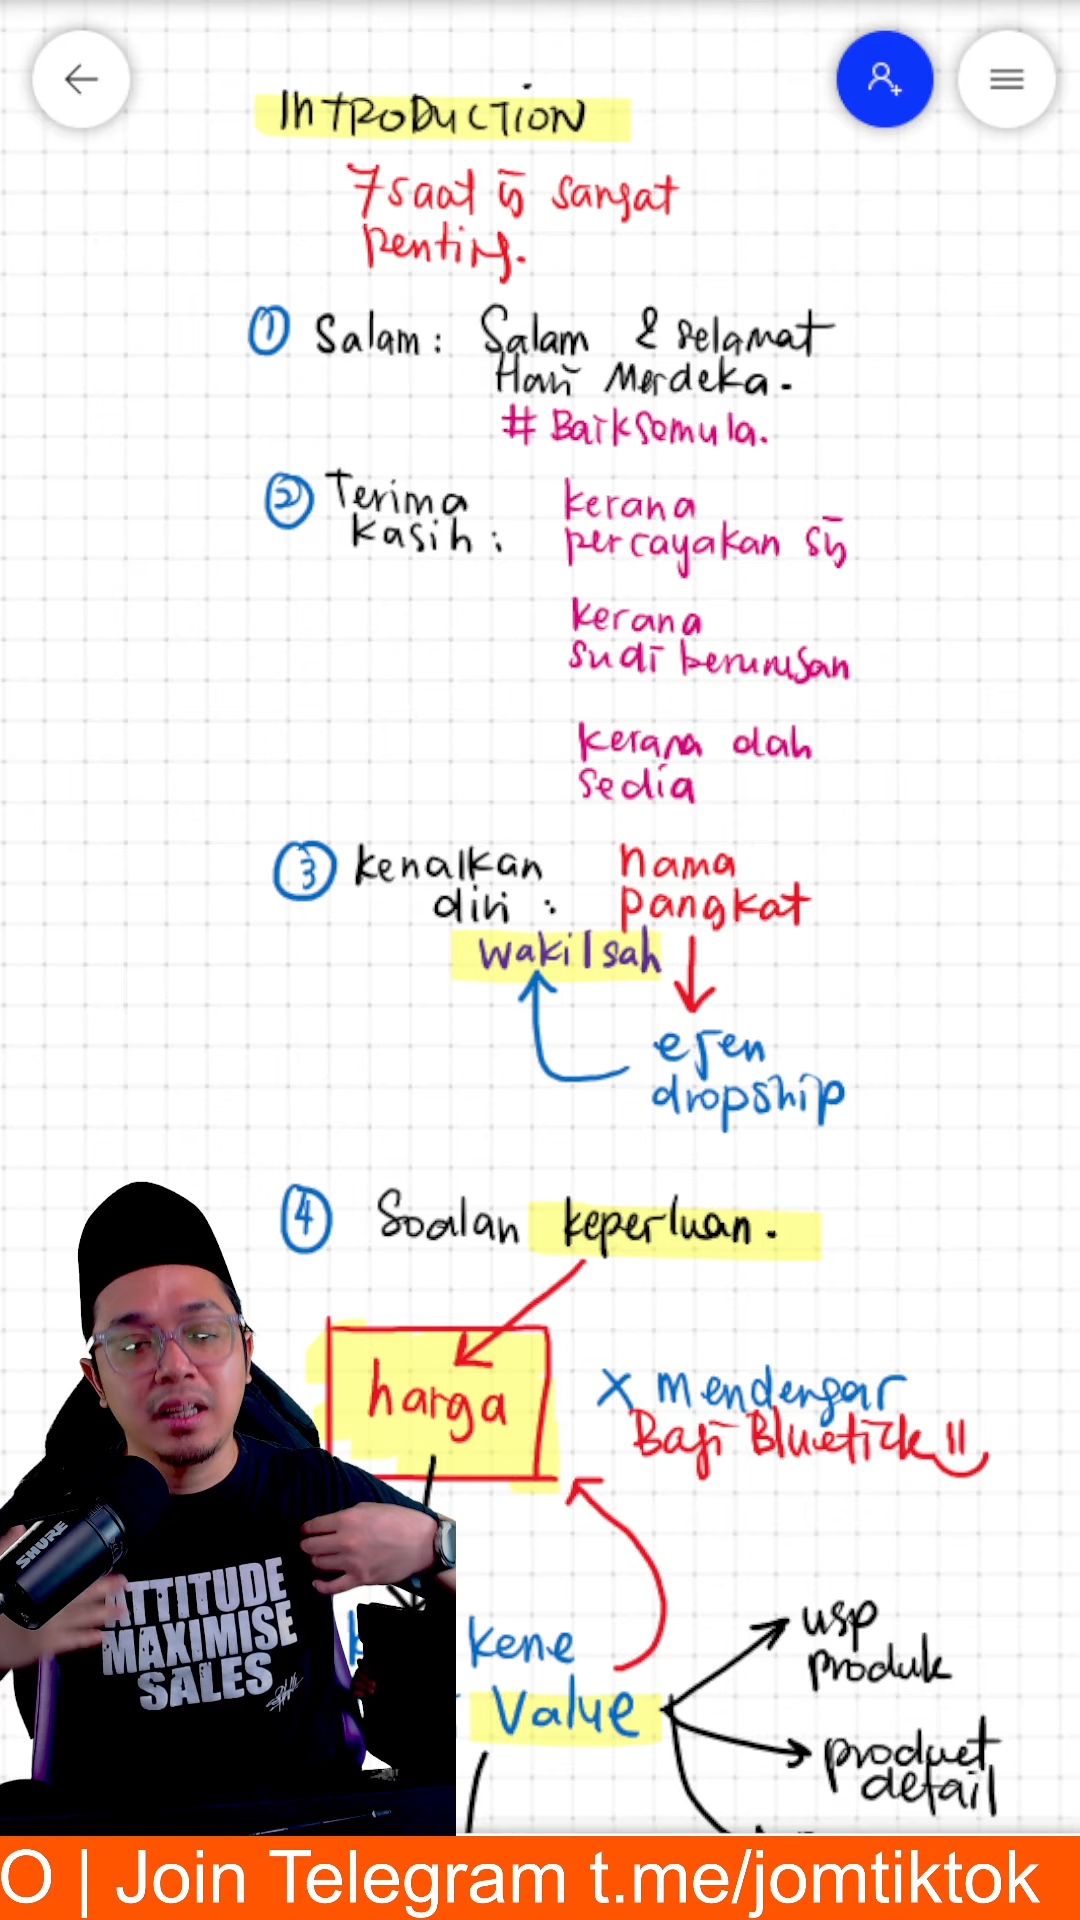 INTRODUCTION
7 saat yg sangat
penting.
① Salam: Salam & Selamat
Hari Merdeka.
# BaikSemula.
② Terima kerana
kasih: percayakan sy
kerana
sudi berurusan
kerana dah
sedia
③ kenalkan nama
diri: pangkat
wakil sah
ejen
dropship
④ Soalan keperluan.
harga
X mendengar
Bagi Bluetick !!
SHURE
ATTITUDE
MAXIMISE
SALES
kene
Value
usp
produk
product
detail
O | Join Telegram t.me/jomtiktok